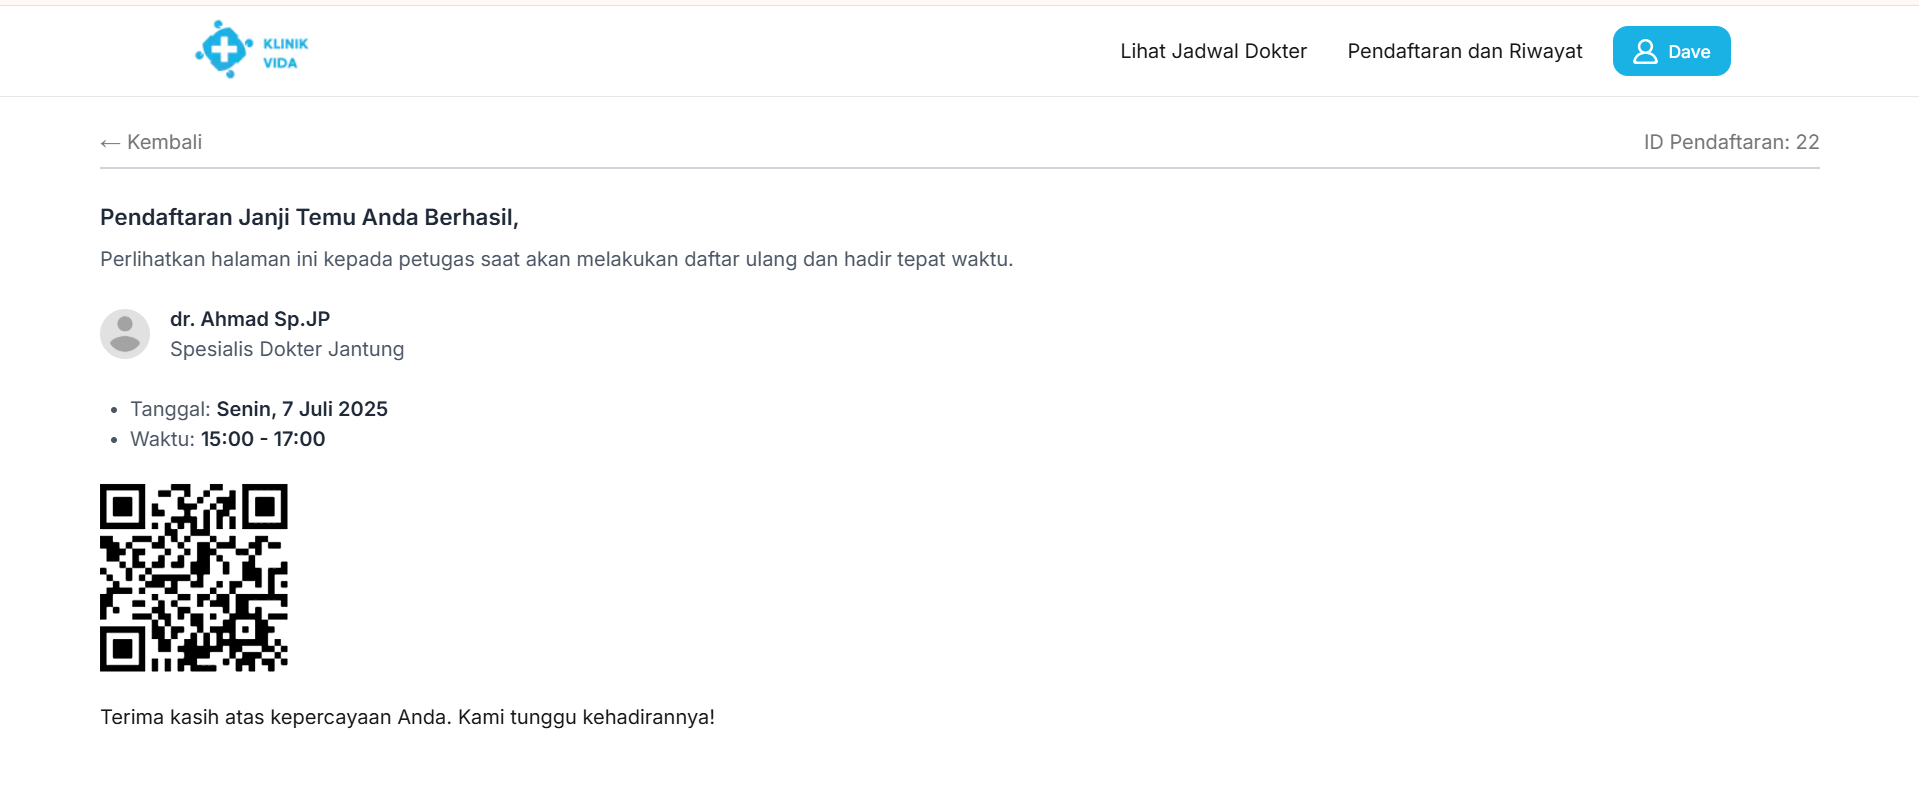 KLINIK
VIDA
Lihat Jadwal Dokter
Pendaftaran dan Riwayat
Dave
← Kembali
ID Pendaftaran: 22
Pendaftaran Janji Temu Anda Berhasil,
Perlihatkan halaman ini kepada petugas saat akan melakukan daftar ulang dan hadir tepat waktu.
dr. Ahmad Sp.JP
Spesialis Dokter Jantung
• Tanggal: Senin, 7 Juli 2025
• Waktu: 15:00 - 17:00
Terima kasih atas kepercayaan Anda. Kami tunggu kehadirannya!